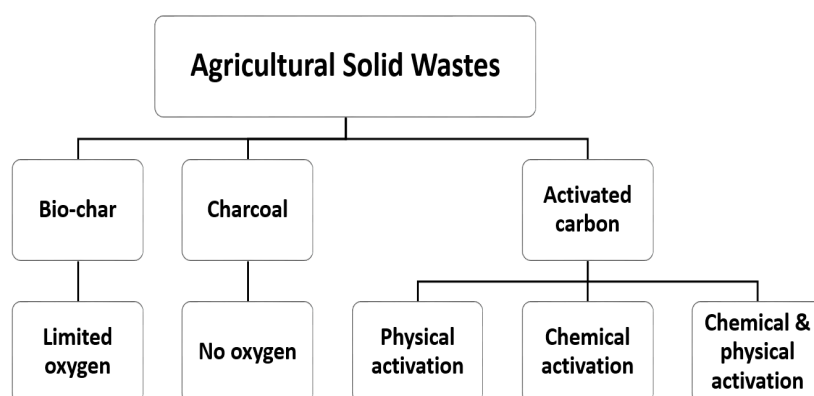 Agricultural Solid Wastes
Bio-char
Charcoal
Activated
carbon
Limited
oxygen
No oxygen
Physical
activation
Chemical
activation
Chemical &
physical
activation